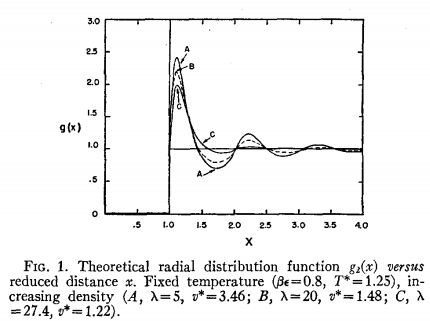 3.0
2.5
2.0
1.5
1.0
.5
0
g(x)
A
B
C
C
A
.5 1.0 1.5 2.0 2.5 3.0 3.5 4.0
X
FIG. 1. Theoretical radial distribution function g₂(x) versus
reduced distance x. Fixed temperature (βϵ=0.8, T*=1.25), in-
creasing density (A, λ=5, v*=3.46; B, λ=20, v*=1.48; C, λ
=27.4, v*=1.22).